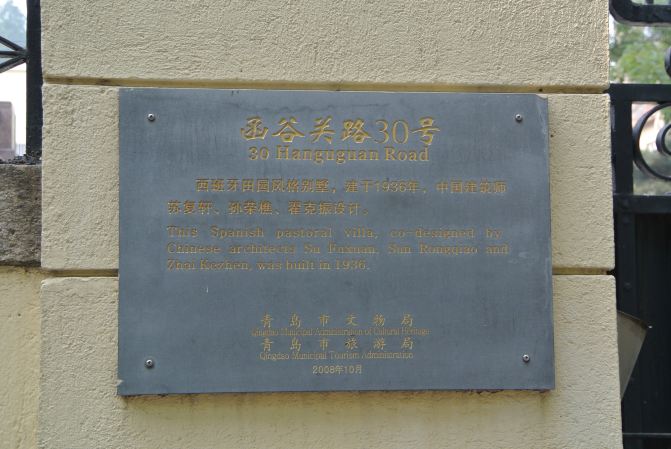 函谷关路30号
30 Hanguguan Road
西班牙田园风格别墅，建于1936年，中国建筑师
苏复轩、孙荣樵、翟克振设计。
This Spanish pastoral villa, co-designed by
Chinese architects Su Fuxuan, Sun Rongqiao and
Zhai Kezhen, was built in 1936.
青岛市文物局
Qingdao Municipal Administration of Cultural Heritage
青岛市旅游局
Qingdao Municipal Tourism Administration
2008年10月